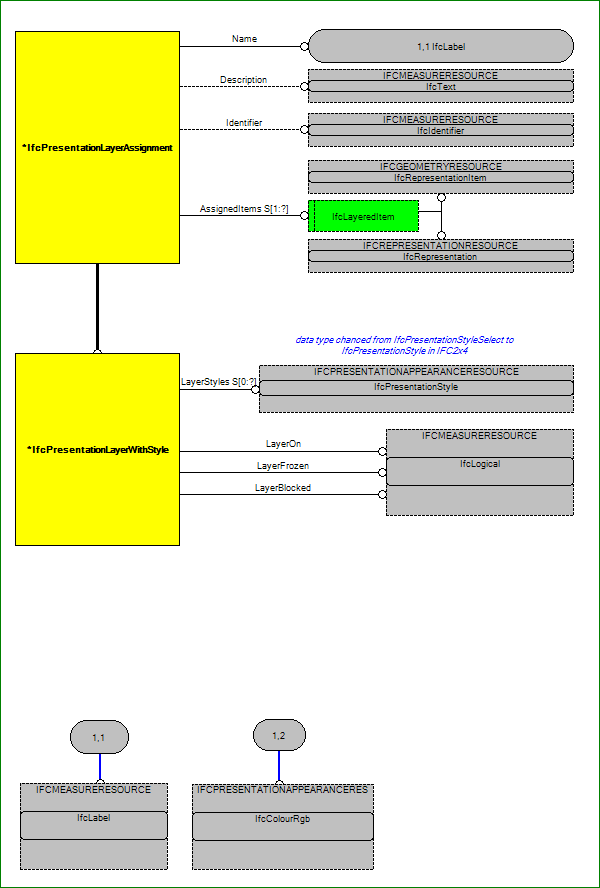 Name
1,1 IfcLabel
Description
IFCMEASURERESOURCE
IfcText
Identifier
IFCMEASURERESOURCE
IfcIdentifier
*IfcPresentationLayerAssignment
IFCGEOMETRYRESOURCE
IfcRepresentationItem
AssignedItems S[1:?]
IfcLayeredItem
IFCREPRESENTATIONRESOURCE
IfcRepresentation
data type chanced from IfcPresentationStyleSelect to
IfcPresentationStyle in IFC2x4
LayerStyles S[0:?]
IFCPRESENTATIONAPPEARANCERESOURCE
IfcPresentationStyle
*IfcPresentationLayerWithStyle
LayerOn
LayerFrozen
LayerBlocked
IFCMEASURERESOURCE
IfcLogical
1,1
IFCMEASURERESOURCE
IfcLabel
1,2
IFCPRESENTATIONAPPEARANCERES
IfcColourRgb